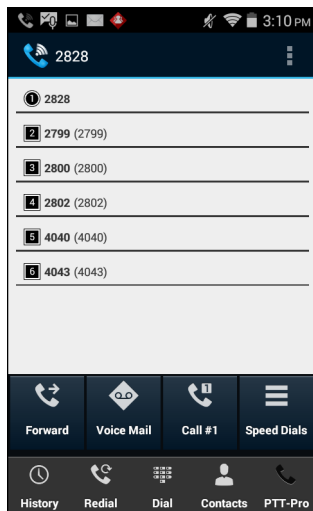 3:10 PM
2828
1 2828
2 2799 (2799)
3 2800 (2800)
4 2802 (2802)
5 4040 (4040)
6 4043 (4043)
1
Forward Voice Mail Call #1 Speed Dials
History Redial Dial Contacts PTT-Pro